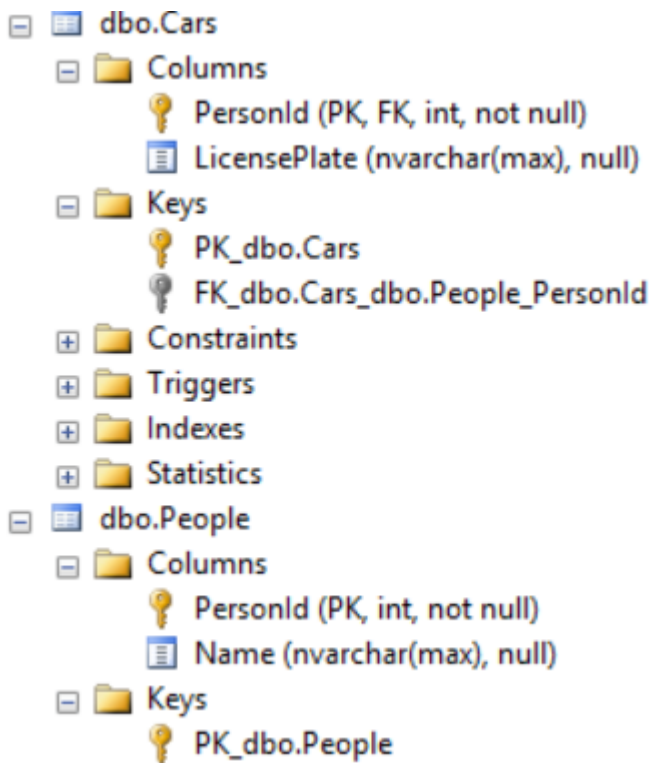 dbo.Cars
Columns
PersonId (PK, FK, int, not null)
LicensePlate (nvarchar(max), null)
Keys
PK_dbo.Cars
FK_dbo.Cars_dbo.People_PersonId
Constraints
Triggers
Indexes
Statistics
dbo.People
Columns
PersonId (PK, int, not null)
Name (nvarchar(max), null)
Keys
PK_dbo.People